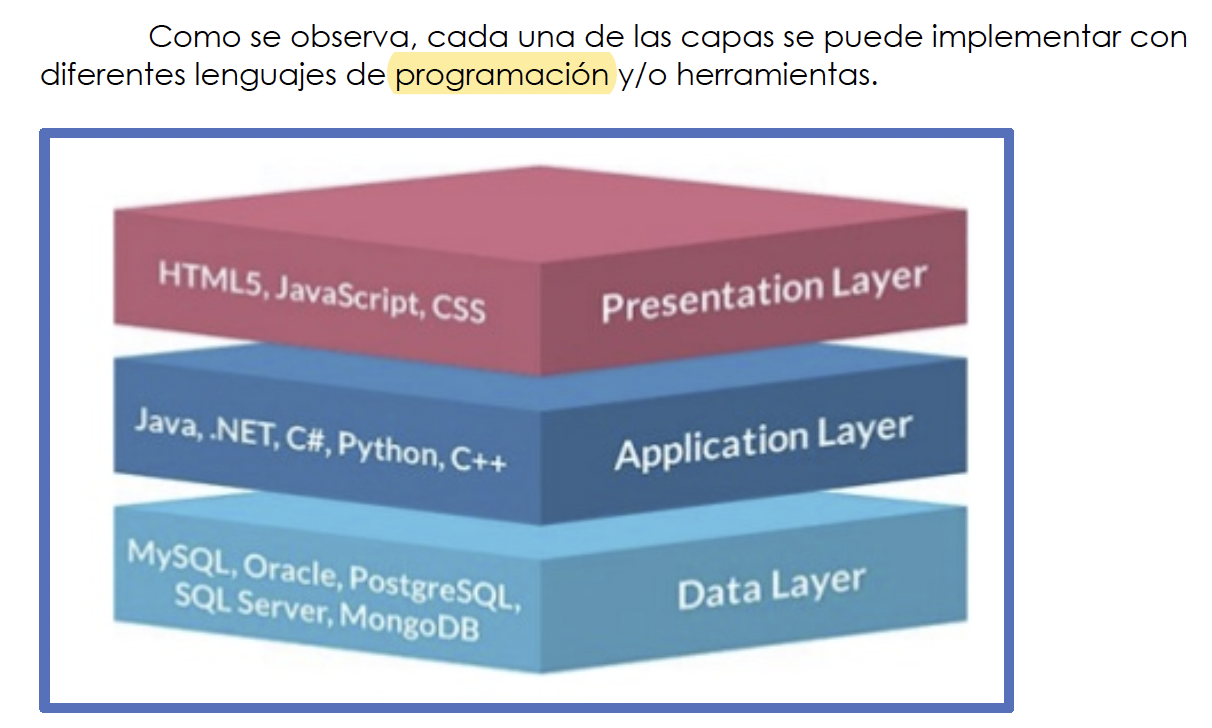 Como se observa, cada una de las capas se puede implementar con
diferentes lenguajes de programación y/o herramientas.
HTML5, JavaScript, CSS
Presentation Layer
Java, .NET, C#, Python, C++
Application Layer
MySQL, Oracle, PostgreSQL,
SQL Server, MongoDB
Data Layer